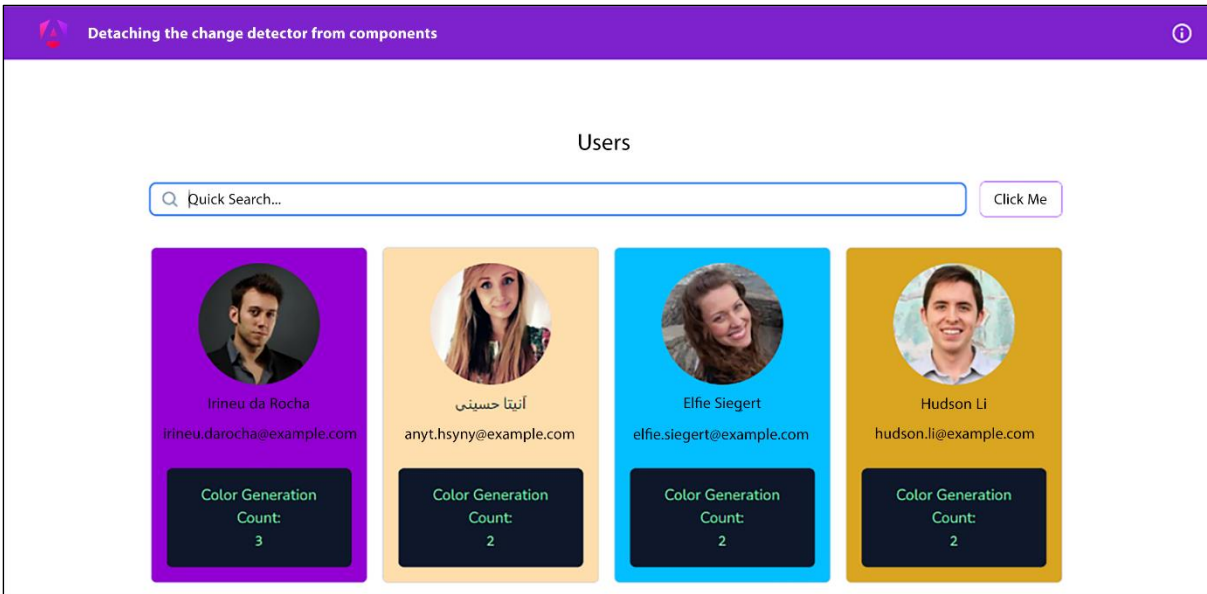 Detaching the change detector from components
Users
Quick Search...
Click Me
Irineu da Rocha
irineu.darocha@example.com
Color Generation
Count:
3
آنیتا حسینی
anyt.hsyny@example.com
Color Generation
Count:
2
Elfie Siegert
elfie.siegert@example.com
Color Generation
Count:
2
Hudson Li
hudson.li@example.com
Color Generation
Count:
2